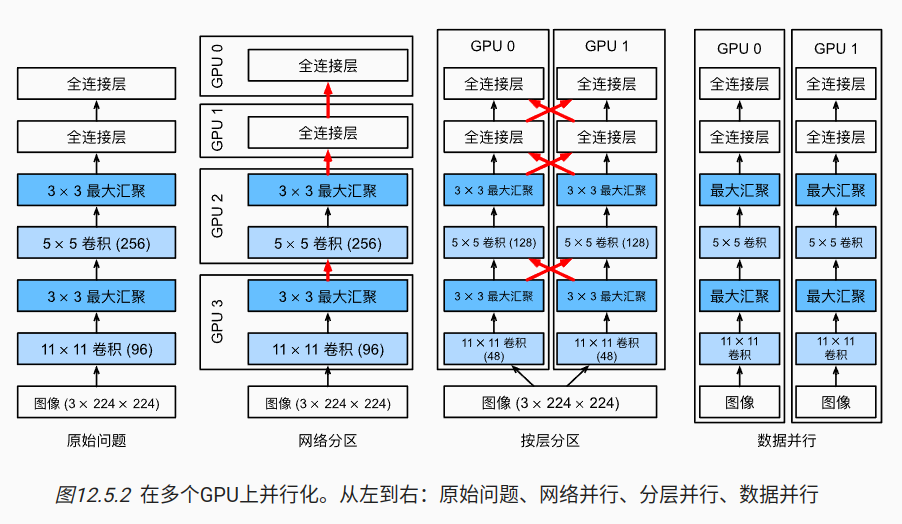 全连接层
全连接层
3 × 3 最大汇聚
5 × 5 卷积 (256)
3 × 3 最大汇聚
11 × 11 卷积 (96)
图像 (3 × 224 × 224)
原始问题
GPU 0
全连接层
GPU 1
全连接层
GPU 2
3 × 3 最大汇聚
5 × 5 卷积 (256)
GPU 3
3 × 3 最大汇聚
11 × 11 卷积 (96)
图像 (3 × 224 × 224)
网络分区
GPU 0
全连接层
全连接层
3 × 3 最大汇聚
5 × 5 卷积 (128)
3 × 3 最大汇聚
11 × 11 卷积
(48)
GPU 1
全连接层
全连接层
3 × 3 最大汇聚
5 × 5 卷积 (128)
3 × 3 最大汇聚
11 × 11 卷积
(48)
图像 (3 × 224 × 224)
按层分区
GPU 0
全连接层
全连接层
最大汇聚
5 × 5 卷积
最大汇聚
11 × 11
卷积
图像
GPU 1
全连接层
全连接层
最大汇聚
5 × 5 卷积
最大汇聚
11 × 11
卷积
图像
数据并行
图12.5.2 在多个GPU上并行化。从左到右：原始问题、网络并行、分层并行、数据并行